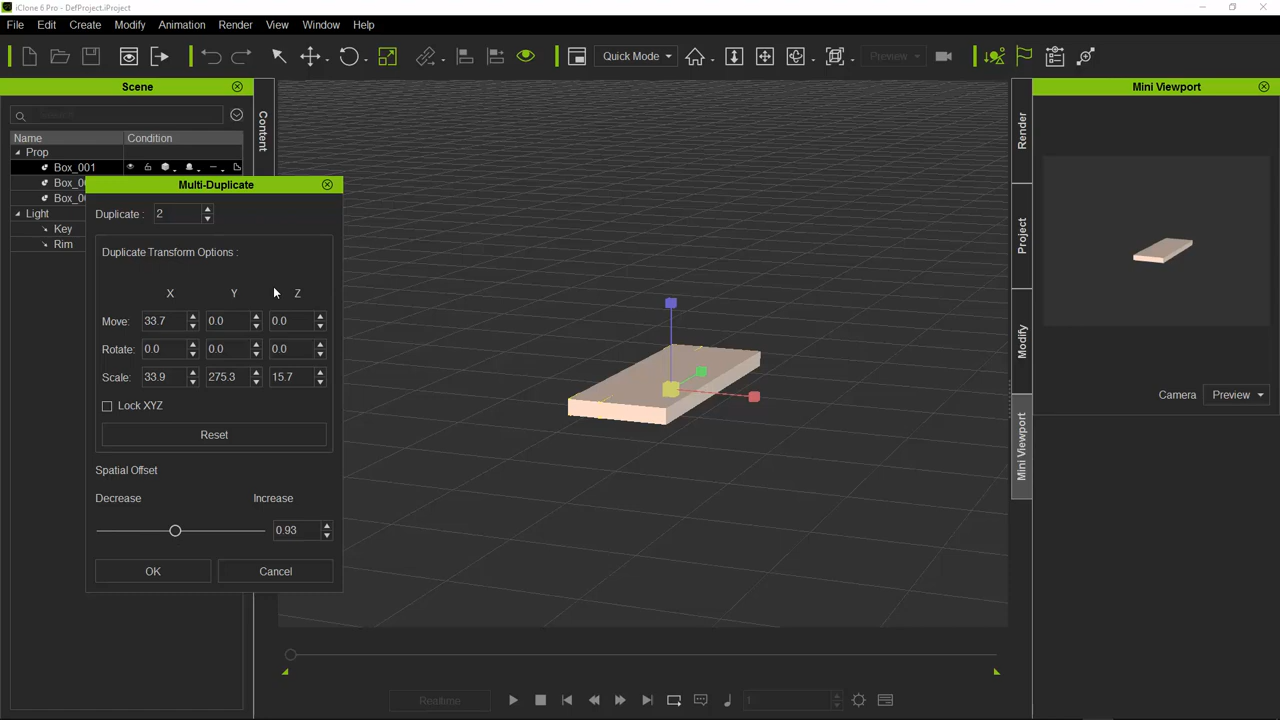 iClone 6 Pro - DefProject.iProject
File Edit Create Modify Animation Render View Window Help
Quick Mode Preview
Scene
Content
Name Condition
Prop
Box_001
Light
Key
Rim
Multi-Duplicate
Duplicate : 2
Duplicate Transform Options :
X Y Z
Move: 33.7 0.0 0.0
Rotate: 0.0 0.0 0.0
Scale: 33.9 275.3 15.7
Lock XYZ
Reset
Spatial Offset
Decrease Increase
0.93
OK Cancel
Render
Project
Modify
Mini Viewport
Mini Viewport
Camera Preview
Realtime
1